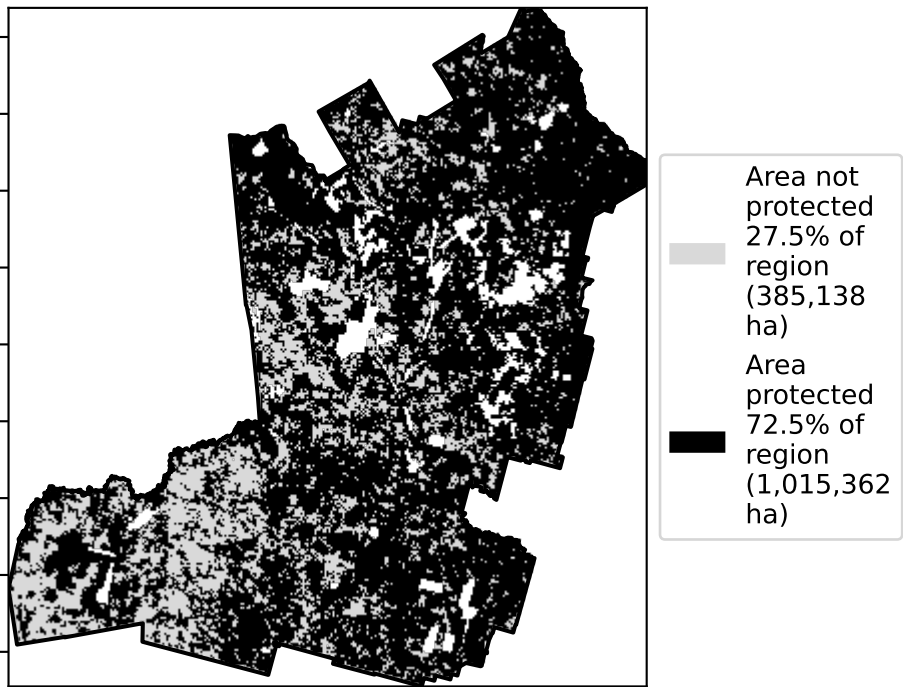 Area not
protected
27.5% of
region
(385,138
ha)
Area
protected
72.5% of
region
(1,015,362
ha)